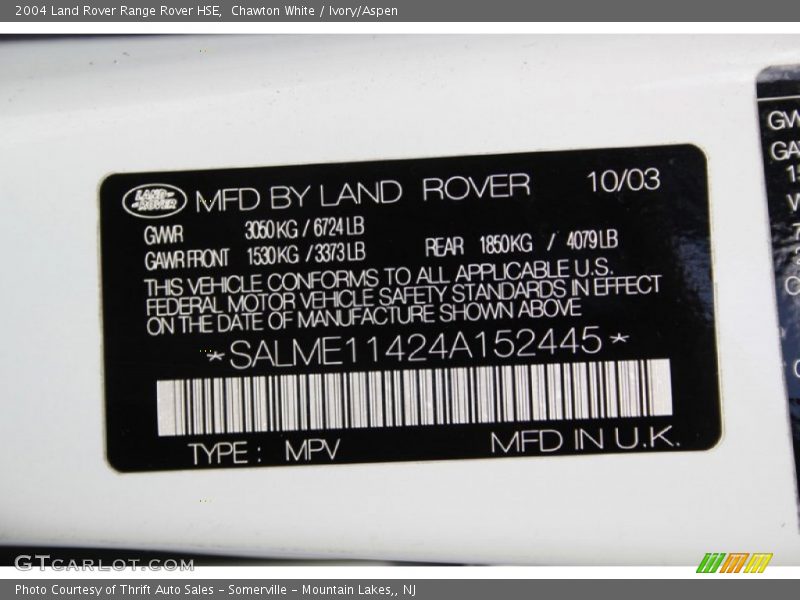 2004 Land Rover Range Rover HSE, Chawton White / Ivory/Aspen
LAND-
-ROVER
MFD BY LAND ROVER 10/03
GVWR 3050 KG / 6724 LB
GAWR FRONT 1530 KG / 3373 LB REAR 1850 KG / 4079 LB
THIS VEHICLE CONFORMS TO ALL APPLICABLE U.S.
FEDERAL MOTOR VEHICLE SAFETY STANDARDS IN EFFECT
ON THE DATE OF MANUFACTURE SHOWN ABOVE
*SALME11424A152445*
TYPE : MPV MFD IN U.K.
GTCARLOT.COM
Photo Courtesy of Thrift Auto Sales - Somerville - Mountain Lakes,, NJ